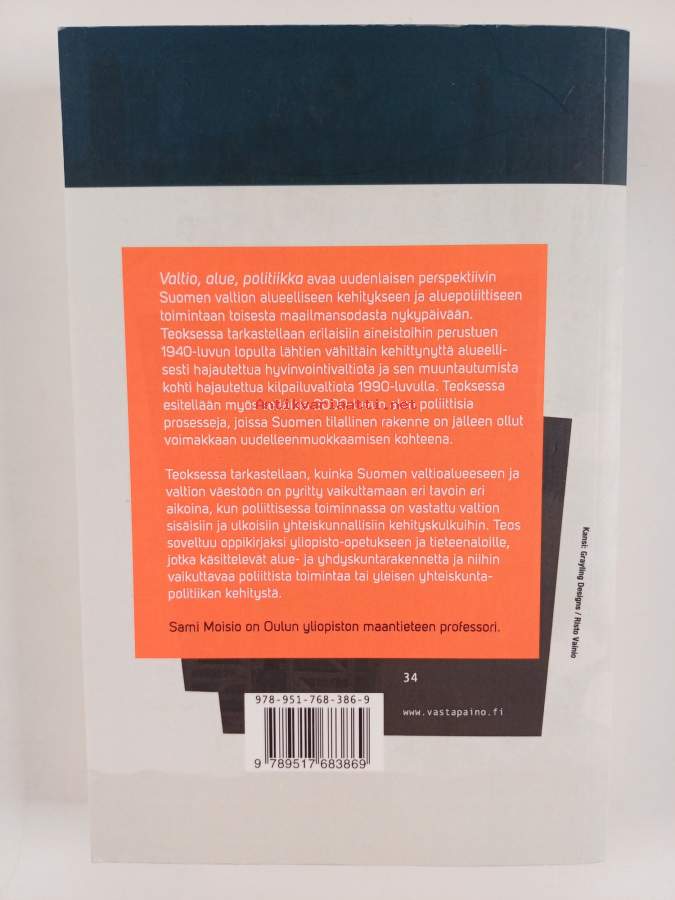 Valtio, alue, politiikka avaa uudenlaisen perspektiivin
Suomen valtion alueelliseen kehitykseen ja aluepoliittiseen
toimintaan toisesta maailmansodasta nykypäivään.
Teoksessa tarkastellaan erilaisiin aineistoihin perustuen
1940-luvun lopulta lähtien vähittäin kehittynyttä alueelli-
sesti hajautettua hyvinvointivaltiota ja sen muuntautumista
kohti hajautettua kilpailuvaltiota 1990-luvulla. Teoksessa
esitellään myös poliittisia
Antikvariaatti.net
prosesseja, joissa Suomen tilallinen rakenne on jälleen ollut
voimakkaan uudelleenmuokkaamisen kohteena.
Teoksessa tarkastellaan, kuinka Suomen valtioalueeseen ja
valtion väestöön on pyritty vaikuttamaan eri tavoin eri
aikoina, kun poliittisessa toiminnassa on vastattu valtion
sisäisiin ja ulkoisiin yhteiskunnallisiin kehityskulkuihin. Teos
soveltuu oppikirjaksi yliopisto-opetukseen ja tieteenaloille,
jotka käsittelevät alue- ja yhdyskuntarakennetta ja niihin
vaikuttavaa poliittista toimintaa tai yleisen yhteiskunta-
politiikan kehitystä.
Sami Moisio on Oulun yliopiston maantieteen professori.
Kansi: Grayling Designs / Risto Vainio
34
www.vastapaino.fi
978-951-768-386-9
9 789517 683869